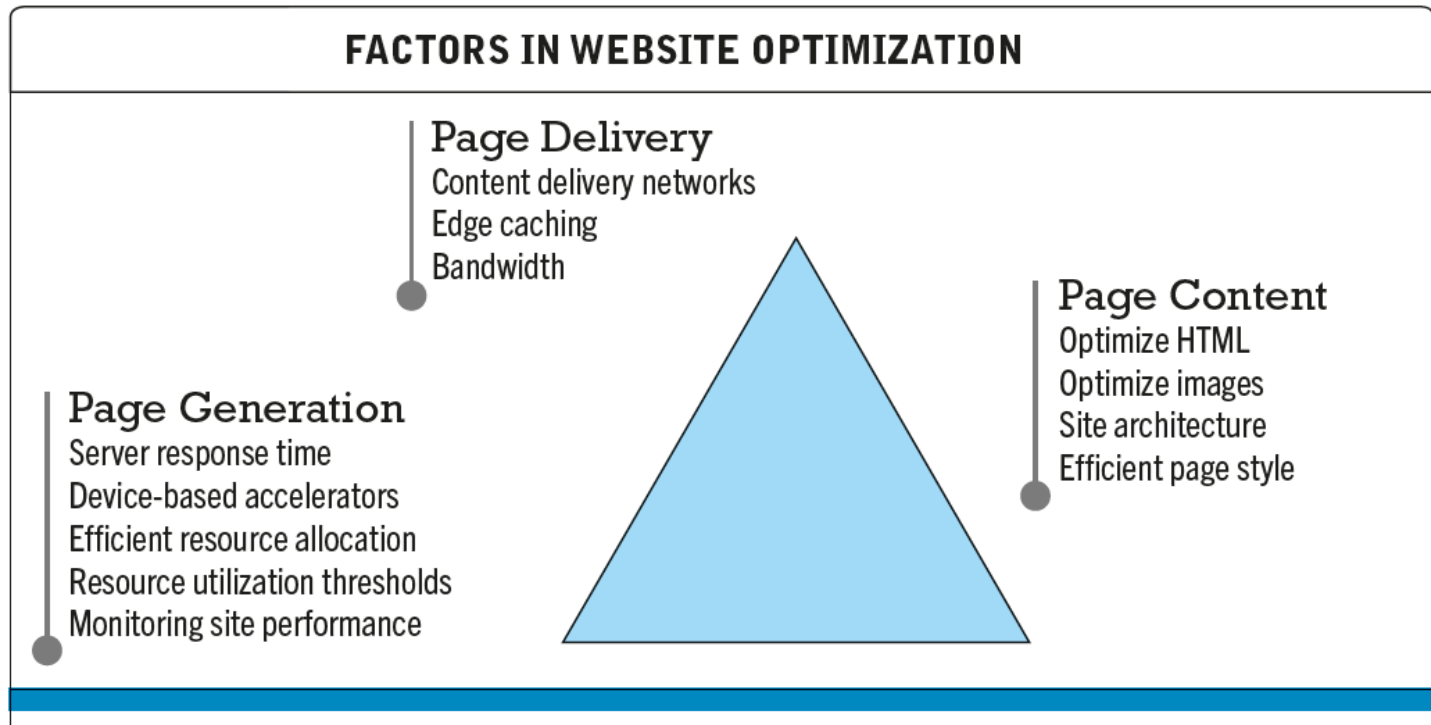 FACTORS IN WEBSITE OPTIMIZATION
Page Delivery
Content delivery networks
Edge caching
Bandwidth
Page Content
Optimize HTML
Optimize images
Site architecture
Efficient page style
Page Generation
Server response time
Device-based accelerators
Efficient resource allocation
Resource utilization thresholds
Monitoring site performance